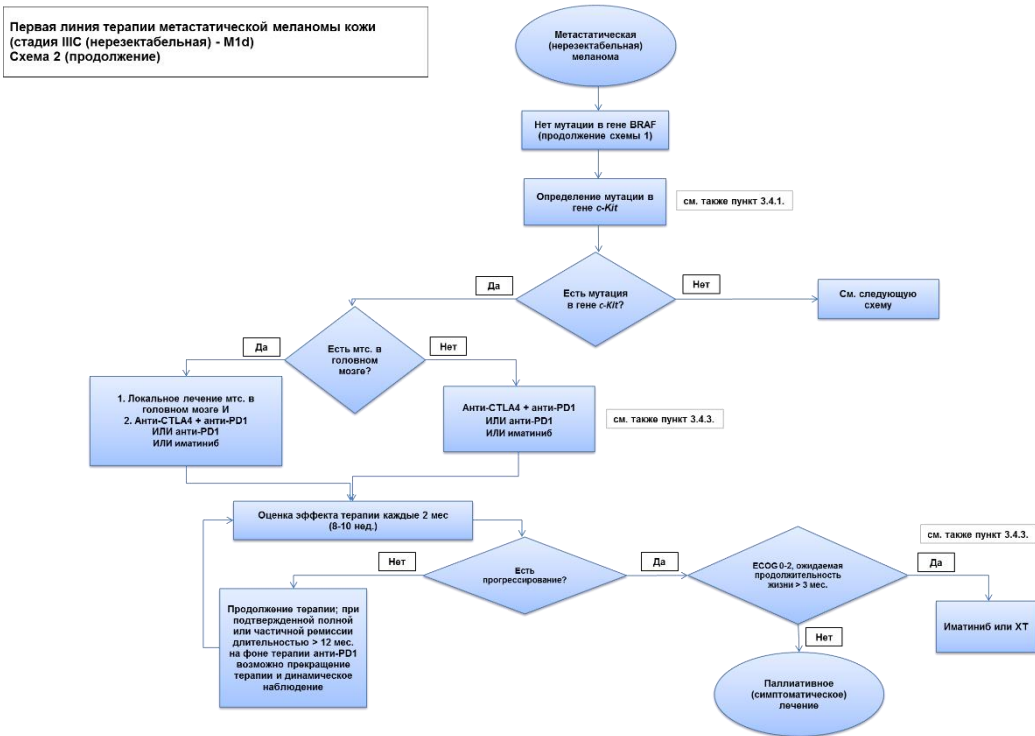 Первая линия терапии метастатической меланомы кожи
(стадия IIIC (нерезектабельная) - M1d)
Схема 2 (продолжение)
Метастатическая
(нерезектабельная)
меланома
Нет мутации в гене BRAF
(продолжение схемы 1)
Определение мутации в
гене c-Kit
см. также пункт 3.4.1.
Есть мутация
в гене c-Kit?
Да
Нет
См. следующую
схему
Есть мтс. в
головном
мозге?
Да
Нет
1. Локальное лечение мтс. в
головном мозге И
2. Анти-CTLA4 + анти-PD1
ИЛИ анти-PD1
ИЛИ иматиниб
Анти-CTLA4 + анти-PD1
ИЛИ анти-PD1
ИЛИ иматиниб
см. также пункт 3.4.3.
Оценка эффекта терапии каждые 2 мес
(8-10 нед.)
Есть
прогрессирование?
Нет
Да
Продолжение терапии; при
подтвержденной полной
или частичной ремиссии
длительностью > 12 мес.
на фоне терапии анти-PD1
возможно прекращение
терапии и динамическое
наблюдение
ECOG 0-2, ожидаемая
продолжительность
жизни > 3 мес.
см. также пункт 3.4.3.
Да
Иматиниб или ХТ
Нет
Паллиативное
(симптоматическое)
лечение